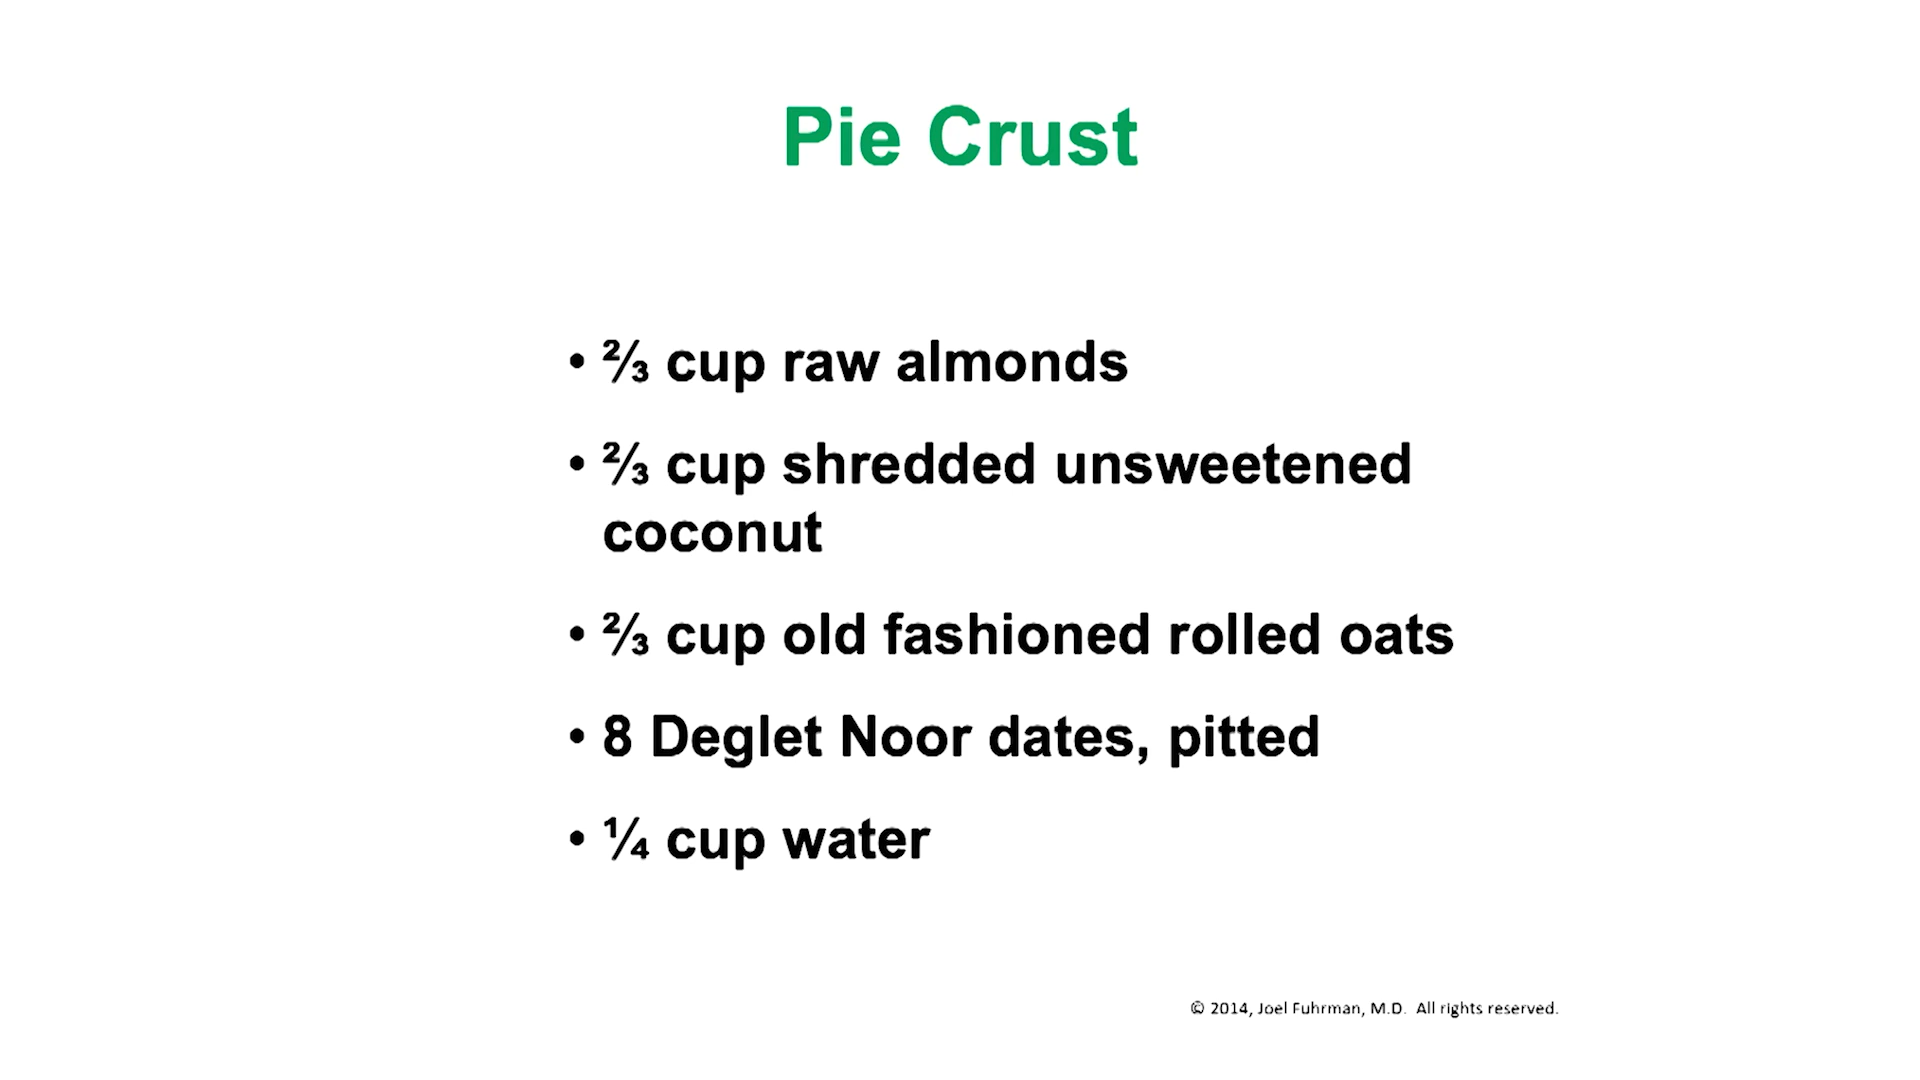 Pie Crust
• ⅔ cup raw almonds
• ⅔ cup shredded unsweetened
coconut
• ⅔ cup old fashioned rolled oats
• 8 Deglet Noor dates, pitted
• ¼ cup water
© 2014, Joel Fuhrman, M.D. All rights reserved.